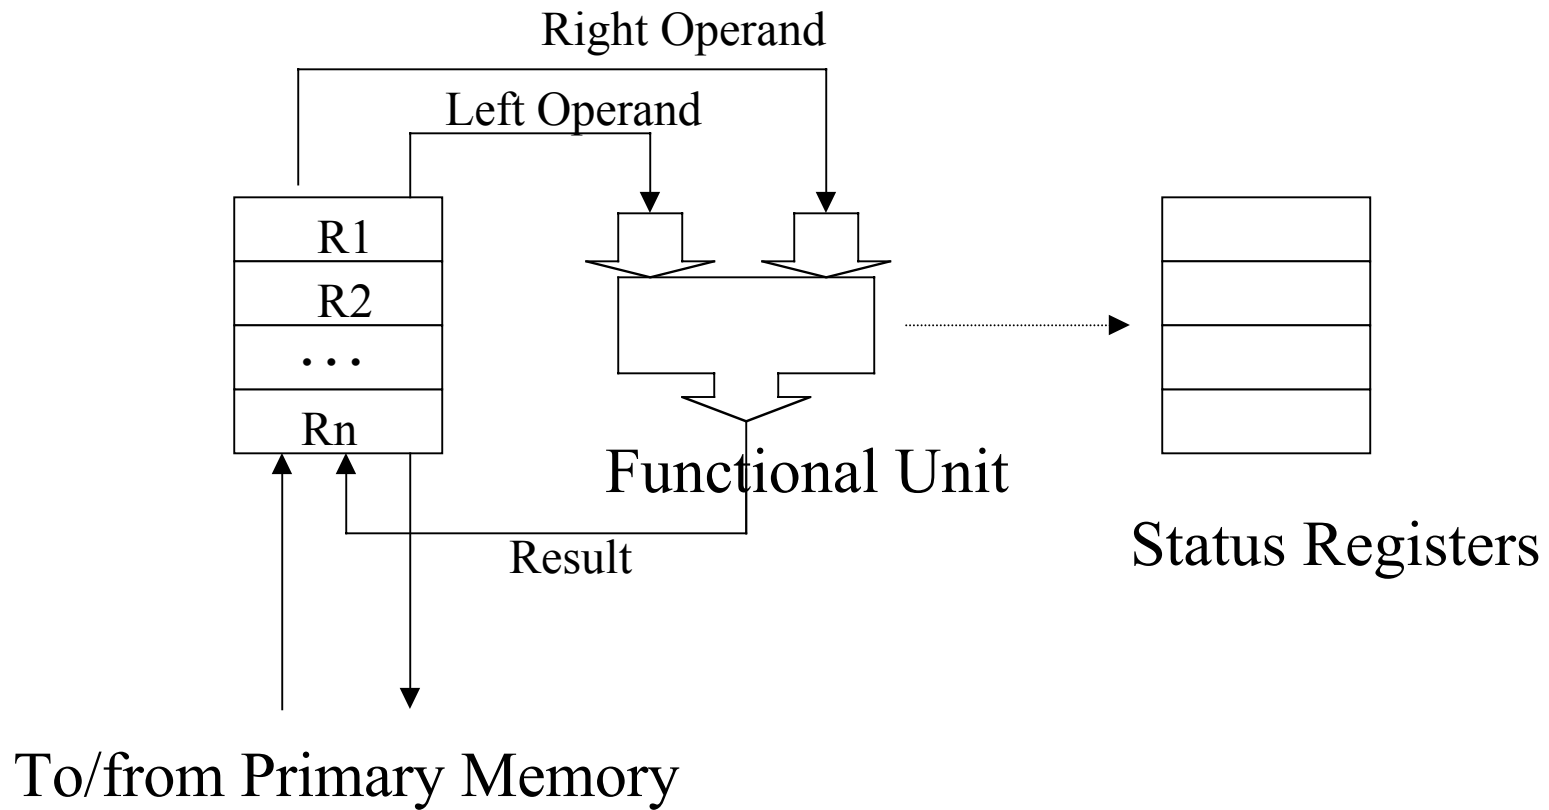 Right Operand
Left Operand
R1
R2
...
Rn
Functional Unit
Status Registers
Result
To/from Primary Memory